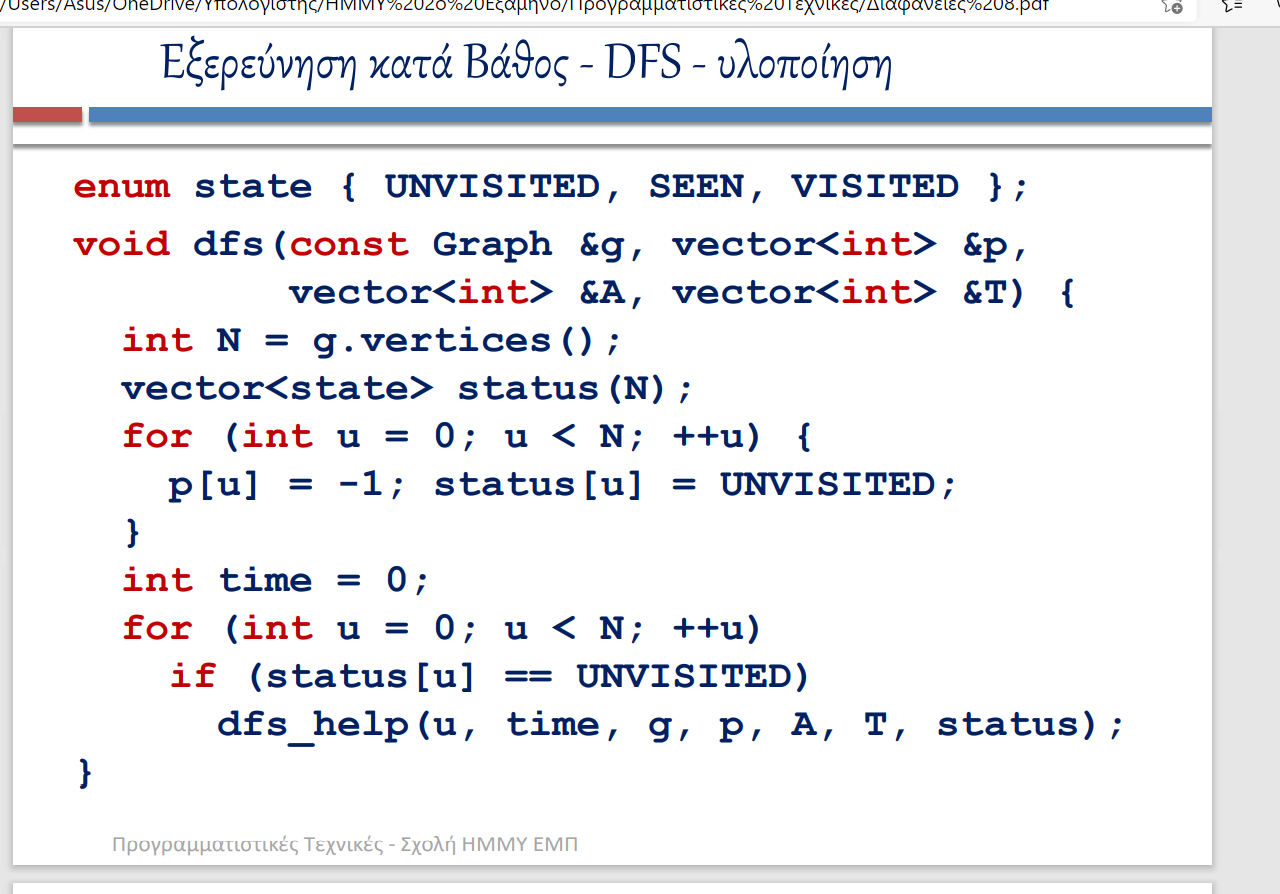 /Users/Asus/OneDrive/Υπολογιστής/ΗΜΜΥ%202ο%20Εξάμηνο/Προγραμματιστικές%20Τεχνικές/Διαφάνειες%208.pdf
Εξερεύνηση κατά Βάθος - DFS - υλοποίηση
enum state { UNVISITED, SEEN, VISITED };
void dfs(const Graph &g, vector<int> &p,
vector<int> &A, vector<int> &T) {
int N = g.vertices();
vector<state> status(N);
for (int u = 0; u < N; ++u) {
p[u] = -1; status[u] = UNVISITED;
}
int time = 0;
for (int u = 0; u < N; ++u)
if (status[u] == UNVISITED)
dfs_help(u, time, g, p, A, T, status);
}
Προγραμματιστικές Τεχνικές - Σχολή ΗΜΜΥ ΕΜΠ